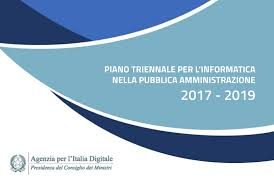 PIANO TRIENNALE PER L'INFORMATICA
NELLA PUBBLICA AMMINISTRAZIONE
2017 - 2019
Agenzia per l'Italia Digitale
Presidenza del Consiglio dei Ministri